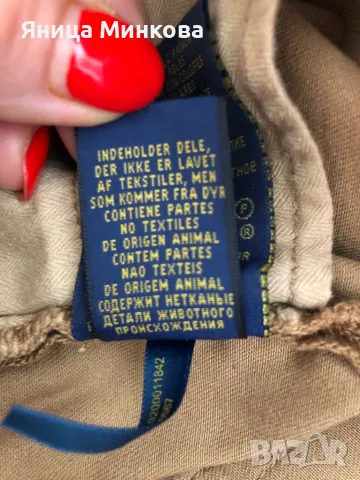 Яница Минкова
INDEHOLDER DELE,
DER IKKE ER LAVET
AF TEKSTILER, MEN
SOM KOMMER FRA DYR
CONTIENE PARTES
NO TEXTILES
DE ORIGEN ANIMAL
CONTEM PARTES
NAO TEXTEIS
DE ORIGEM ANIMAL
СОДЕРЖИТ НЕТКАНЫЕ
ДЕТАЛИ ЖИВОТНОГО
ПРОИСХОЖДЕНИЯ
P
R
0200011842
BAZAR